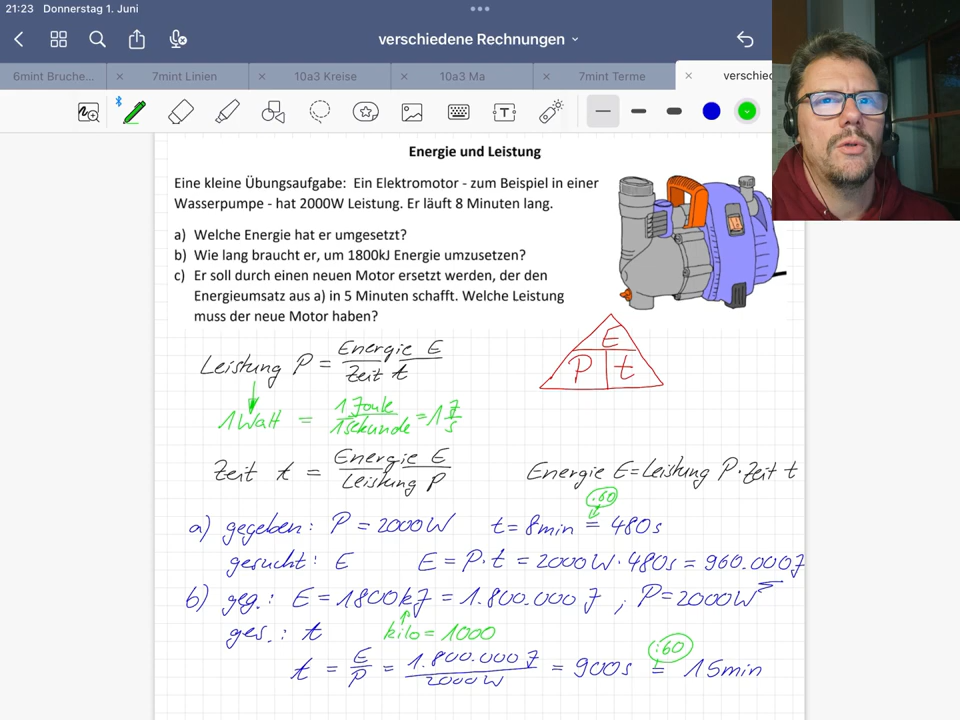 21:23 Donnerstag 1. Juni
verschiedene Rechnungen
6mint Bruche... 7mint Linien 10a3 Kreise 10a3 Ma 7mint Terme verschied
Energie und Leistung
Eine kleine Übungsaufgabe: Ein Elektromotor - zum Beispiel in einer
Wasserpumpe - hat 2000W Leistung. Er läuft 8 Minuten lang.
a) Welche Energie hat er umgesetzt?
b) Wie lang braucht er, um 1800kJ Energie umzusetzen?
c) Er soll durch einen neuen Motor ersetzt werden, der den
Energieumsatz aus a) in 5 Minuten schafft. Welche Leistung
muss der neue Motor haben?
Leistung P = Energie E / Zeit t
E
P t
1 Watt = 1 Joule / 1 Sekunde = 1 J/s
Zeit t = Energie E / Leistung P
Energie E = Leistung P · Zeit t
·60
a) gegeben: P = 2000W t = 8min = 480s
gesucht: E E = P · t = 2000W · 480s = 960.000J
b) geg.: E = 1800kJ = 1.800.000 J ; P = 2000W
ges.: t kilo = 1000
:60
t = E/P = 1.800.000 J / 2000W = 900s = 15min